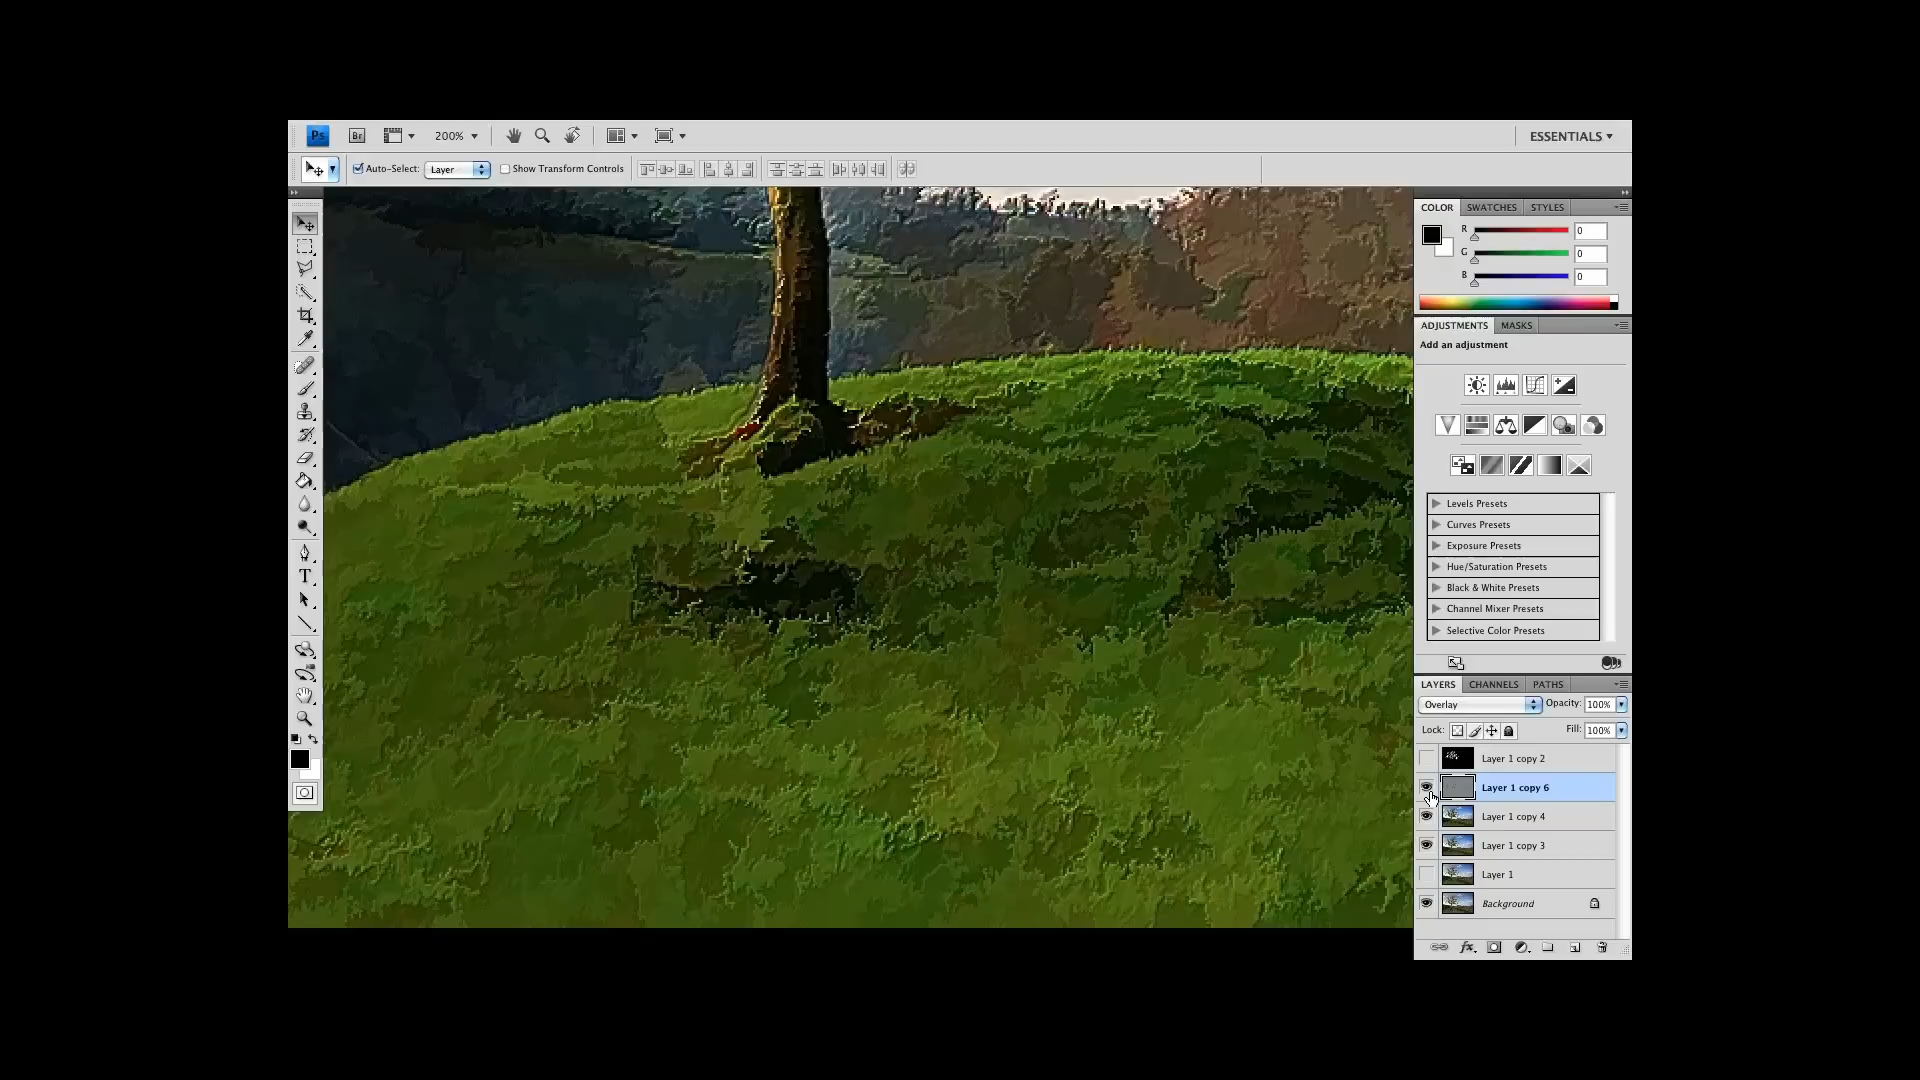 Ps
Br
200%
ESSENTIALS
Auto-Select:
Layer
Show Transform Controls
COLOR
SWATCHES
STYLES
R
0
G
0
B
0
ADJUSTMENTS
MASKS
Add an adjustment
Levels Presets
Curves Presets
Exposure Presets
Hue/Saturation Presets
Black & White Presets
Channel Mixer Presets
Selective Color Presets
T
LAYERS
CHANNELS
PATHS
Overlay
Opacity:
100%
Lock:
Fill:
100%
Layer 1 copy 2
Layer 1 copy 6
Layer 1 copy 4
Layer 1 copy 3
Layer 1
Background
fx